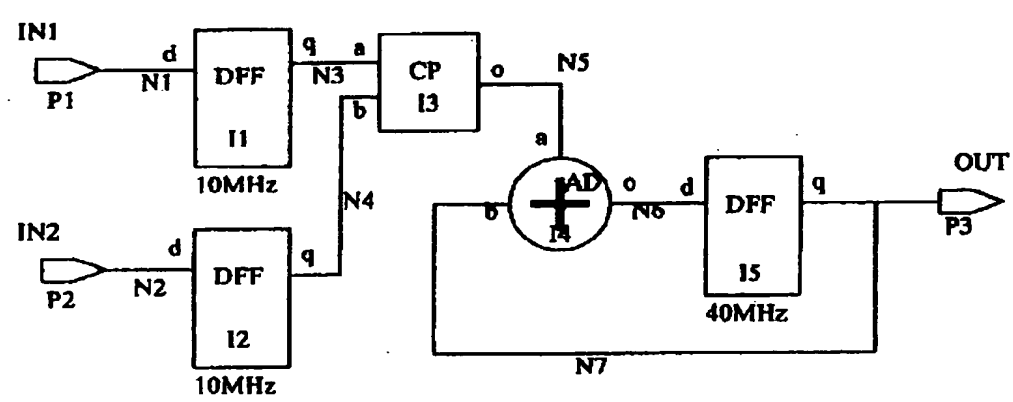 IN1
d
DFF
q
a
CP
o
N5
N1
N3
P1
I1
b
I3
10MHz
a
OUT
IN2
d
DFF
q
N4
b
AD
o
d
DFF
q
N6
P3
I4
N2
P2
I2
I5
10MHz
40MHz
N7